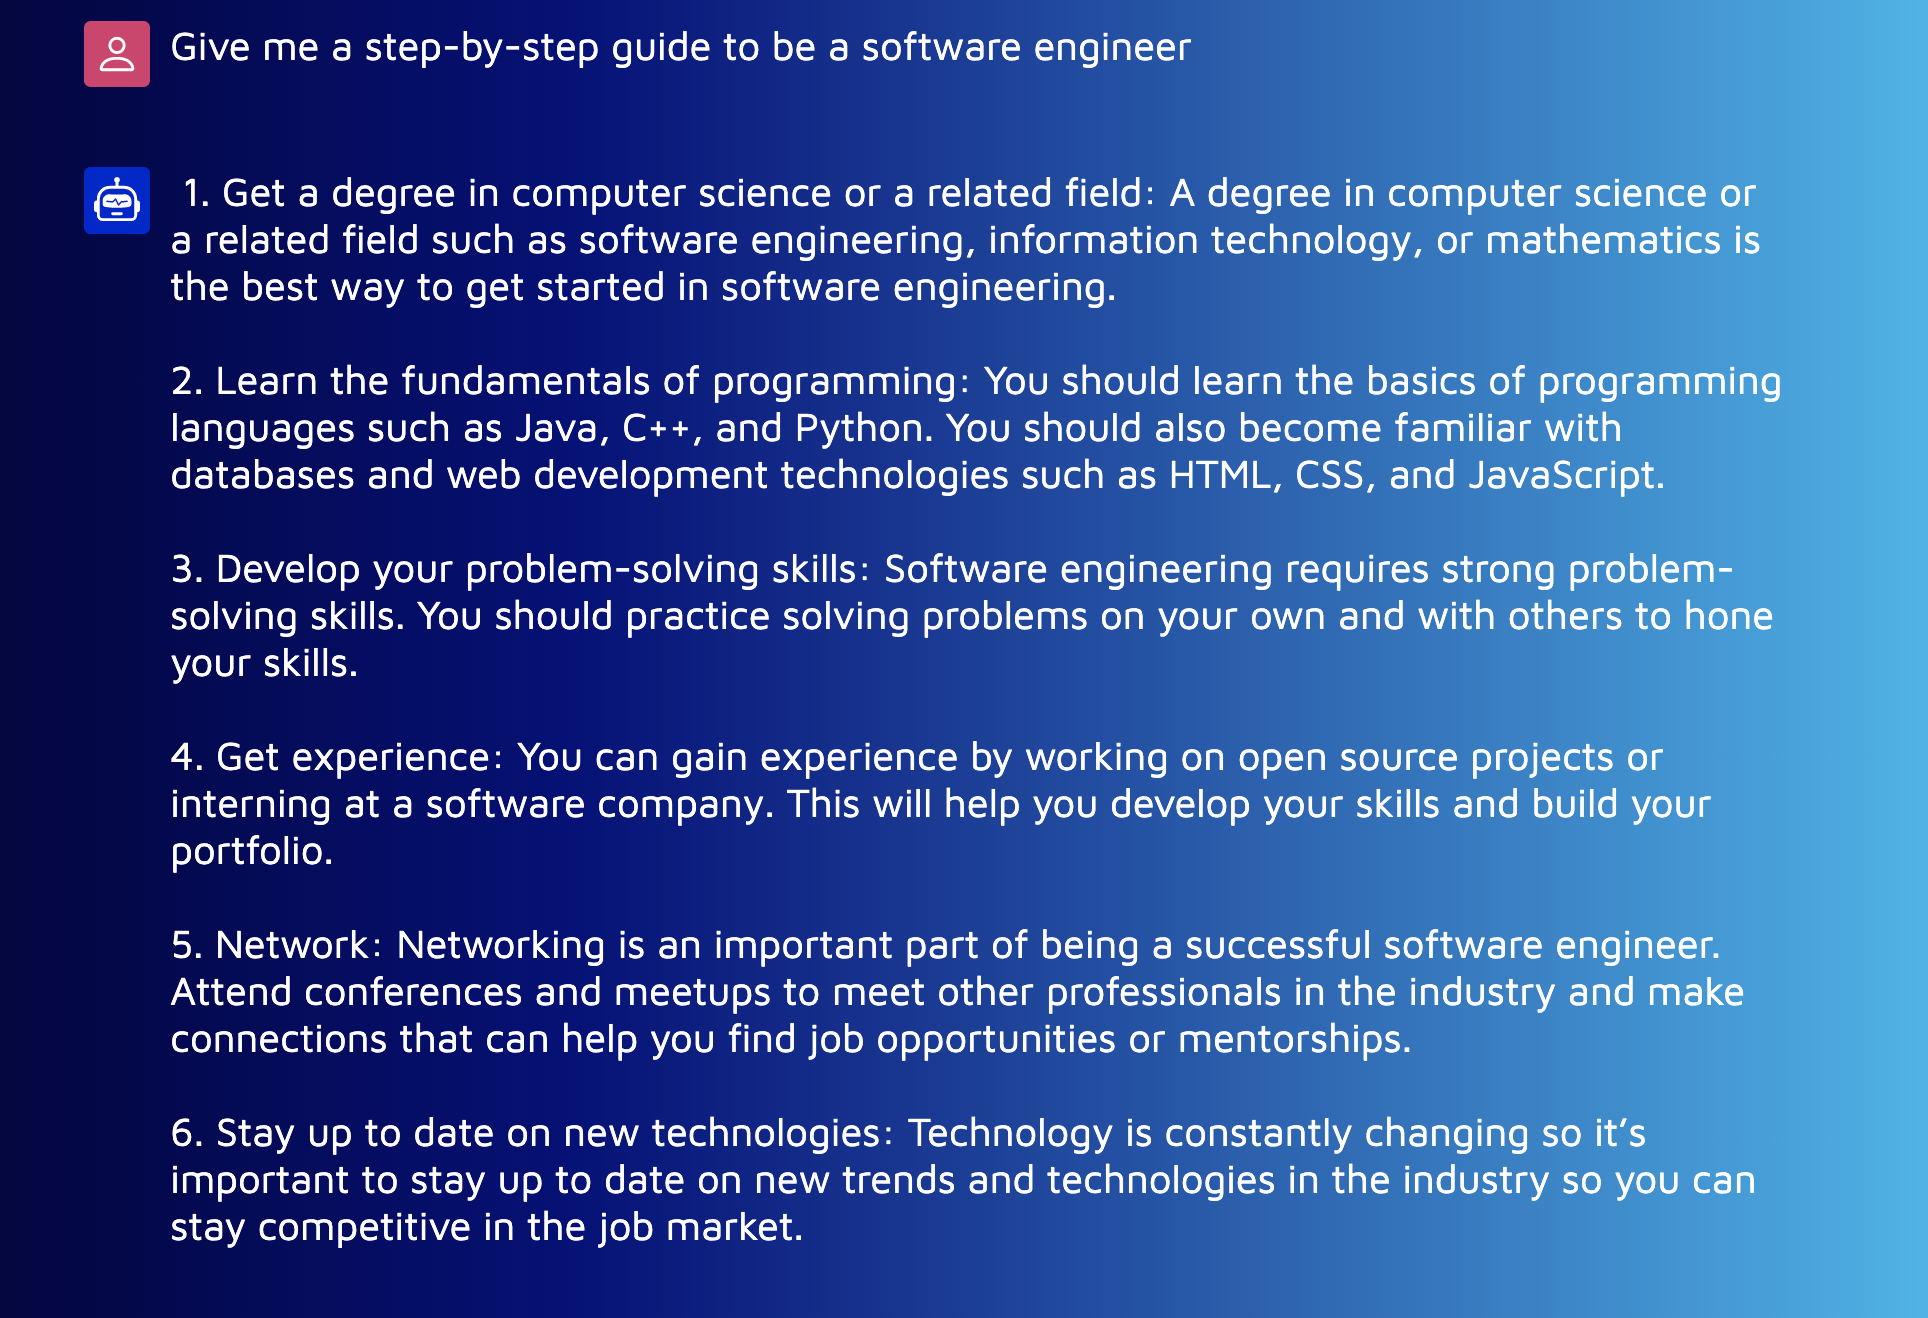 Give me a step-by-step guide to be a software engineer
1. Get a degree in computer science or a related field: A degree in computer science or
a related field such as software engineering, information technology, or mathematics is
the best way to get started in software engineering.
2. Learn the fundamentals of programming: You should learn the basics of programming
languages such as Java, C++, and Python. You should also become familiar with
databases and web development technologies such as HTML, CSS, and JavaScript.
3. Develop your problem-solving skills: Software engineering requires strong problem-
solving skills. You should practice solving problems on your own and with others to hone
your skills.
4. Get experience: You can gain experience by working on open source projects or
interning at a software company. This will help you develop your skills and build your
portfolio.
5. Network: Networking is an important part of being a successful software engineer.
Attend conferences and meetups to meet other professionals in the industry and make
connections that can help you find job opportunities or mentorships.
6. Stay up to date on new technologies: Technology is constantly changing so it’s
important to stay up to date on new trends and technologies in the industry so you can
stay competitive in the job market.